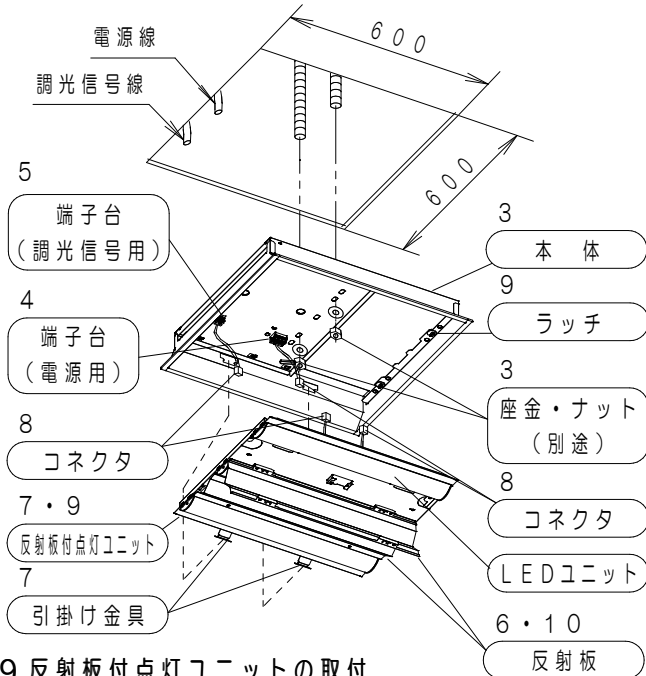 電源線
600
調光信号線
600
5
端子台
(調光信号用)
3
本 体
9
ラッチ
4
端子台
(電源用)
3
座金・ナット
(別途)
8
コネクタ
8
コネクタ
7・9
反射板付点灯ユニット
LEDユニット
7
引掛け金具
6・10
反射板
9 反射板付点灯ユニットの取付